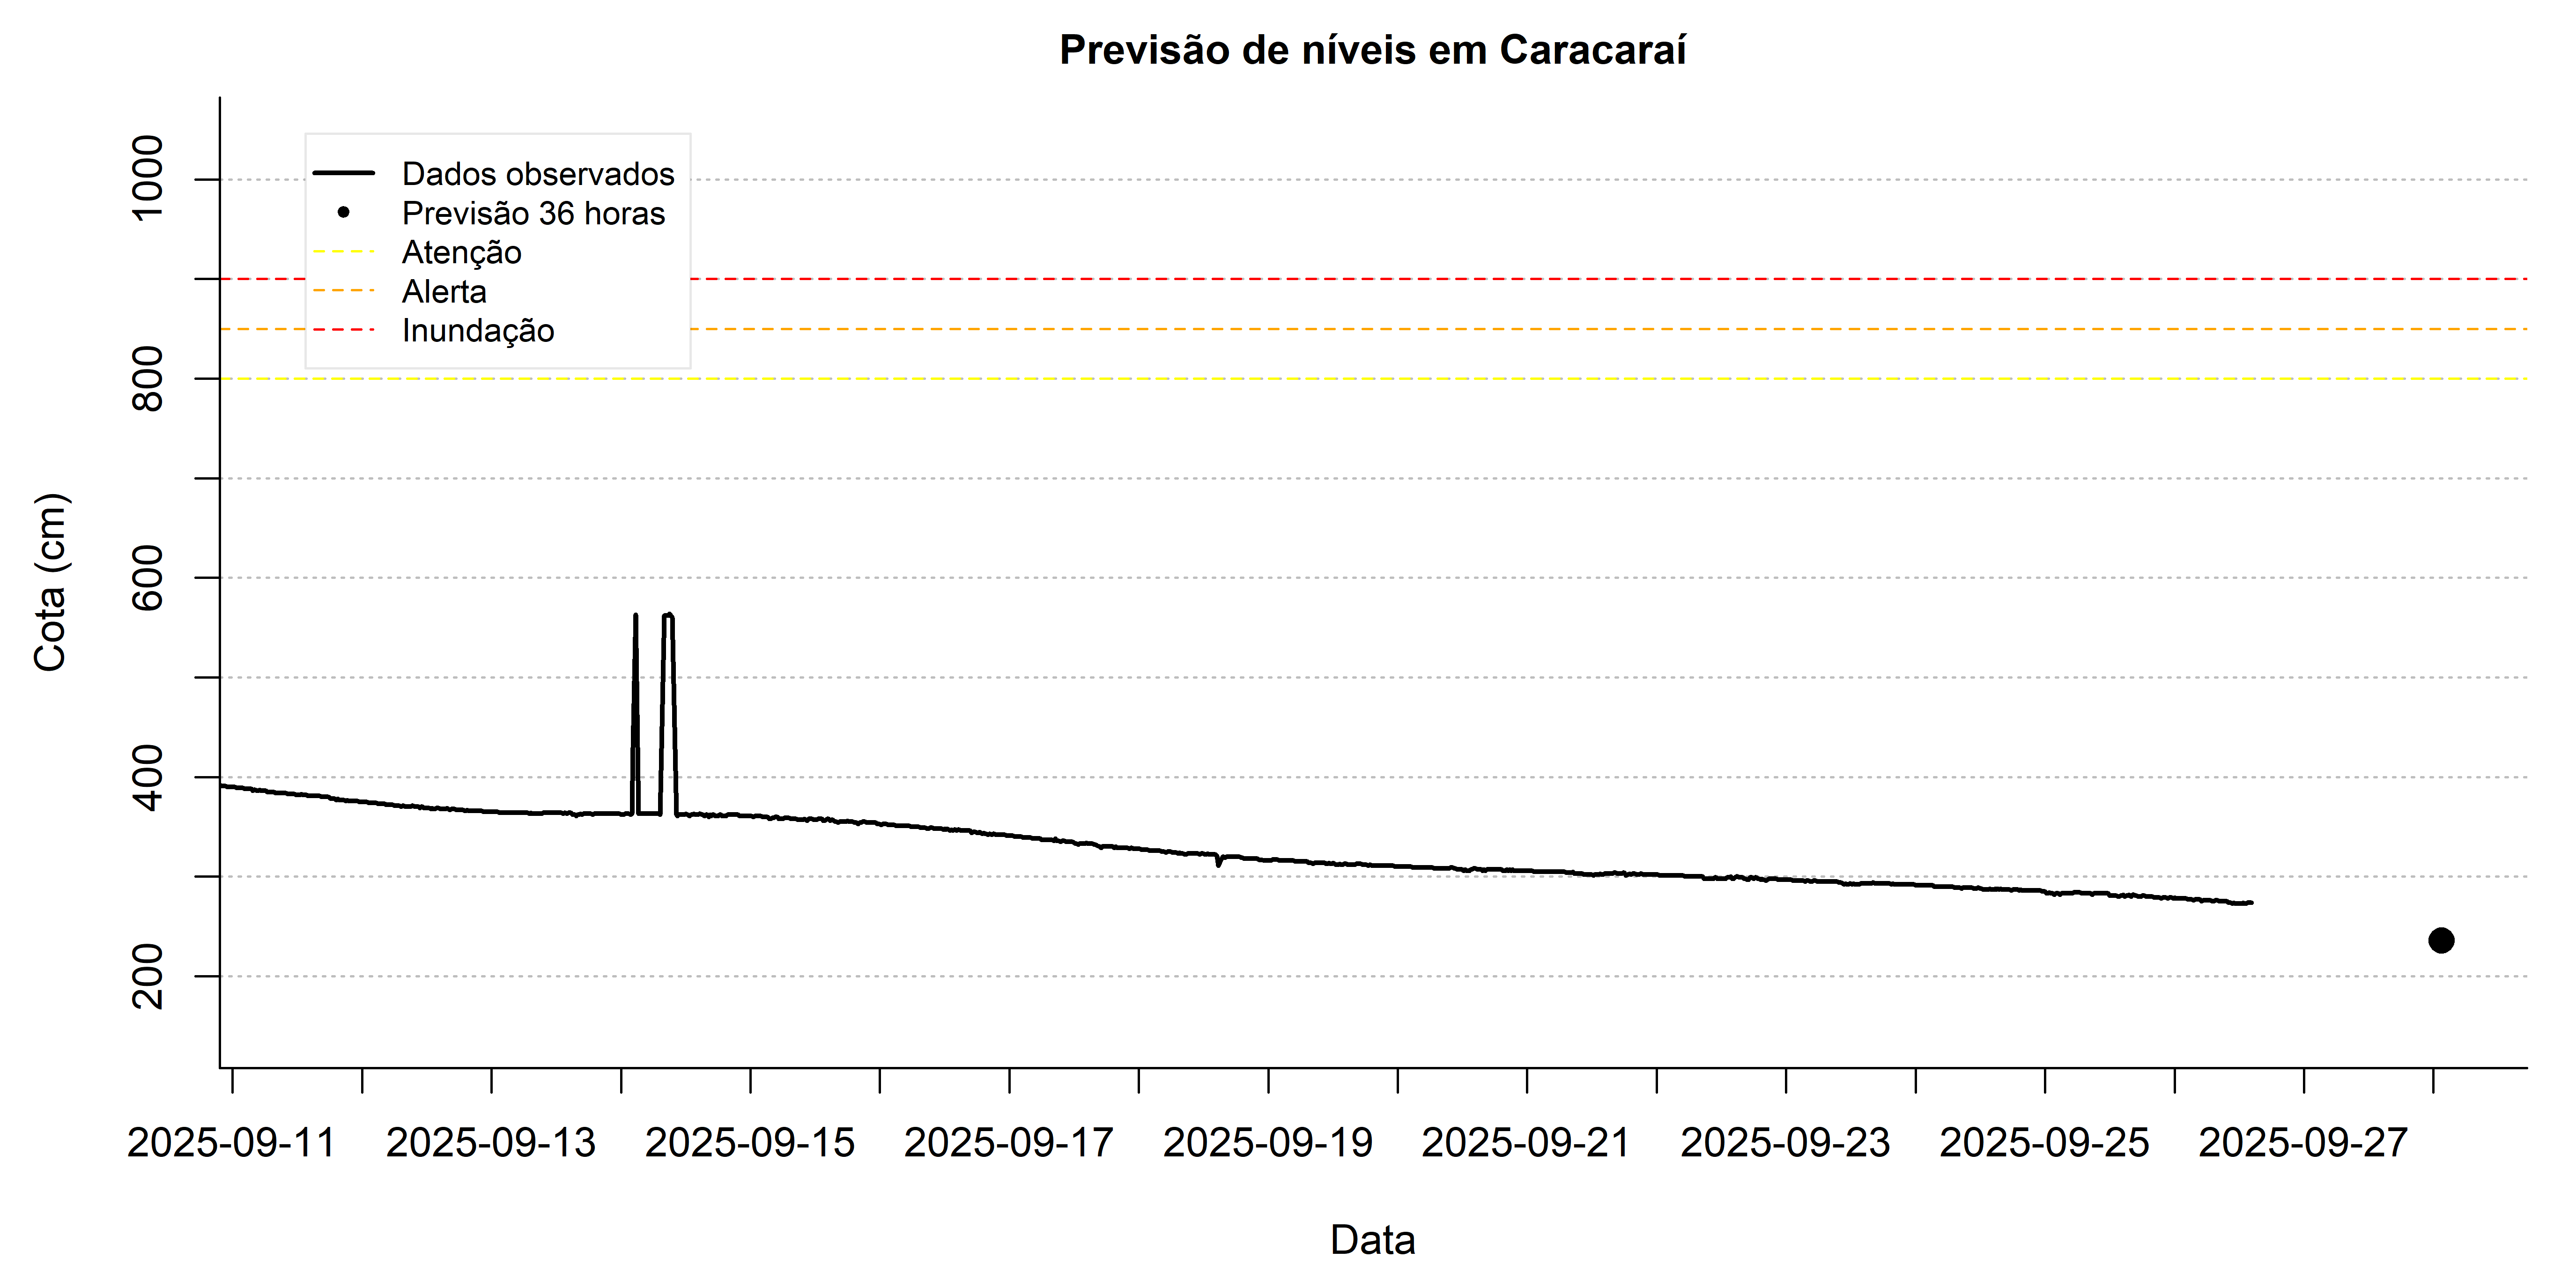 Previsão de níveis em Caracaraí
Dados observados
Previsão 36 horas
Atenção
Alerta
Inundação
Cota (cm)
1000
800
600
400
200
2025-09-11 2025-09-13 2025-09-15 2025-09-17 2025-09-19 2025-09-21 2025-09-23 2025-09-25 2025-09-27
Data